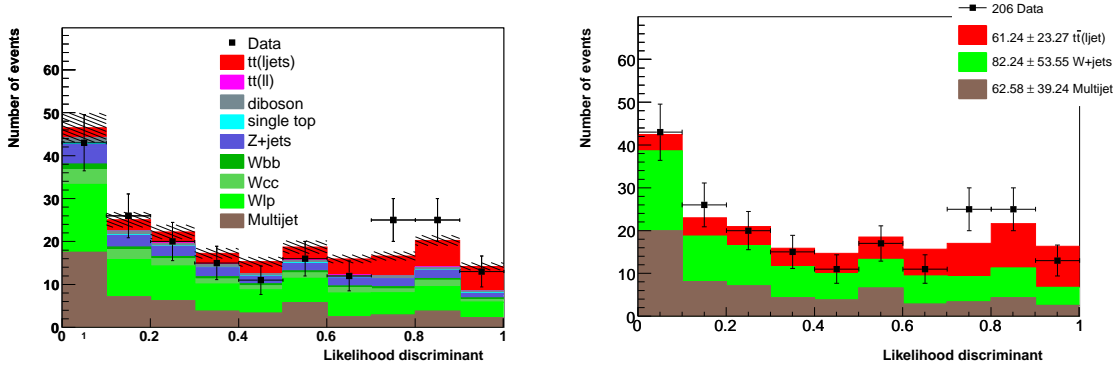 Number of events
60
50
40
30
20
10
0
Data
tt(ljets)
tt(ll)
diboson
single top
Z+jets
Wbb
Wcc
Wlp
Multijet
0 1 0.2 0.4 0.6 0.8 1
Likelihood discriminant
Number of events
60
50
40
30
20
10
0
206 Data
61.24 ± 23.27 tt(ljet)
82.24 ± 53.55 W+jets
62.58 ± 39.24 Multijet
0 0.2 0.4 0.6 0.8 1
Likelihood discriminant